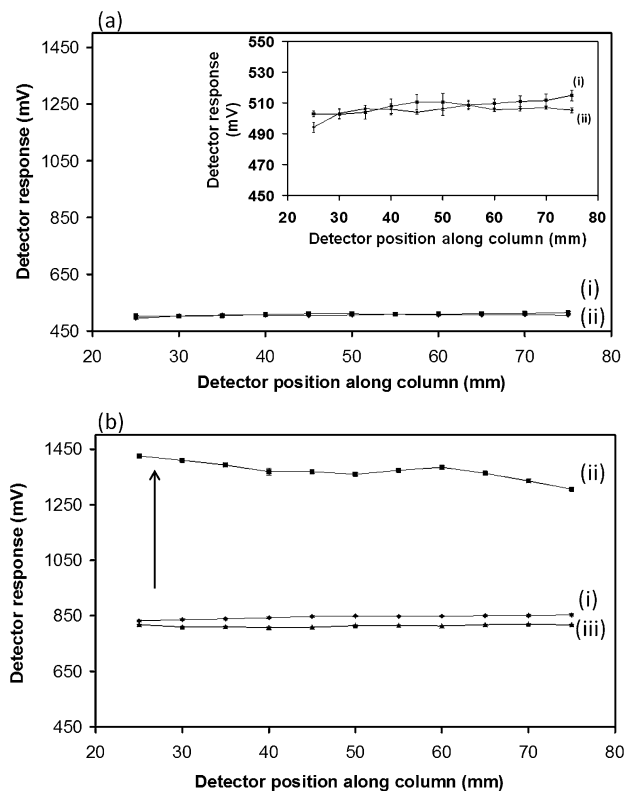 (a)
1450
1250
1050
850
650
450
Detector response (mV)
20 30 40 50 60 70 80
Detector position along column (mm)
(i)
(ii)
550
530
510
490
470
450
Detector response
(mV)
20 30 40 50 60 70 80
Detector position along column (mm)
(i)
(ii)
(b)
1450
1250
1050
850
650
450
Detector response (mV)
20 30 40 50 60 70 80
Detector position along column (mm)
(ii)
(i)
(iii)